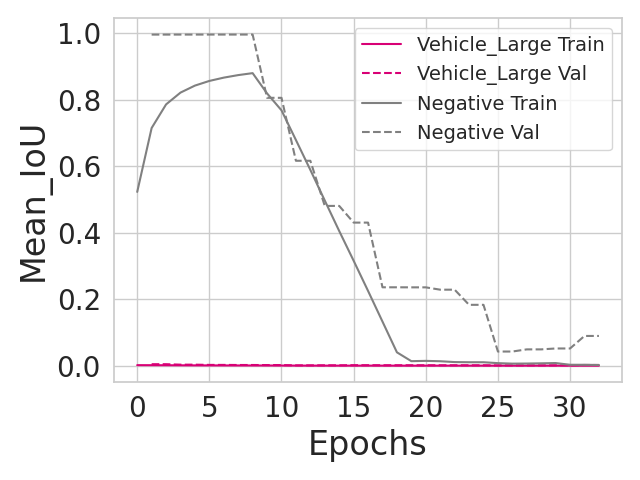 Mean_IoU
1.0
0.8
0.6
0.4
0.2
0.0
Vehicle_Large Train
Vehicle_Large Val
Negative Train
Negative Val
0 5 10 15 20 25 30
Epochs